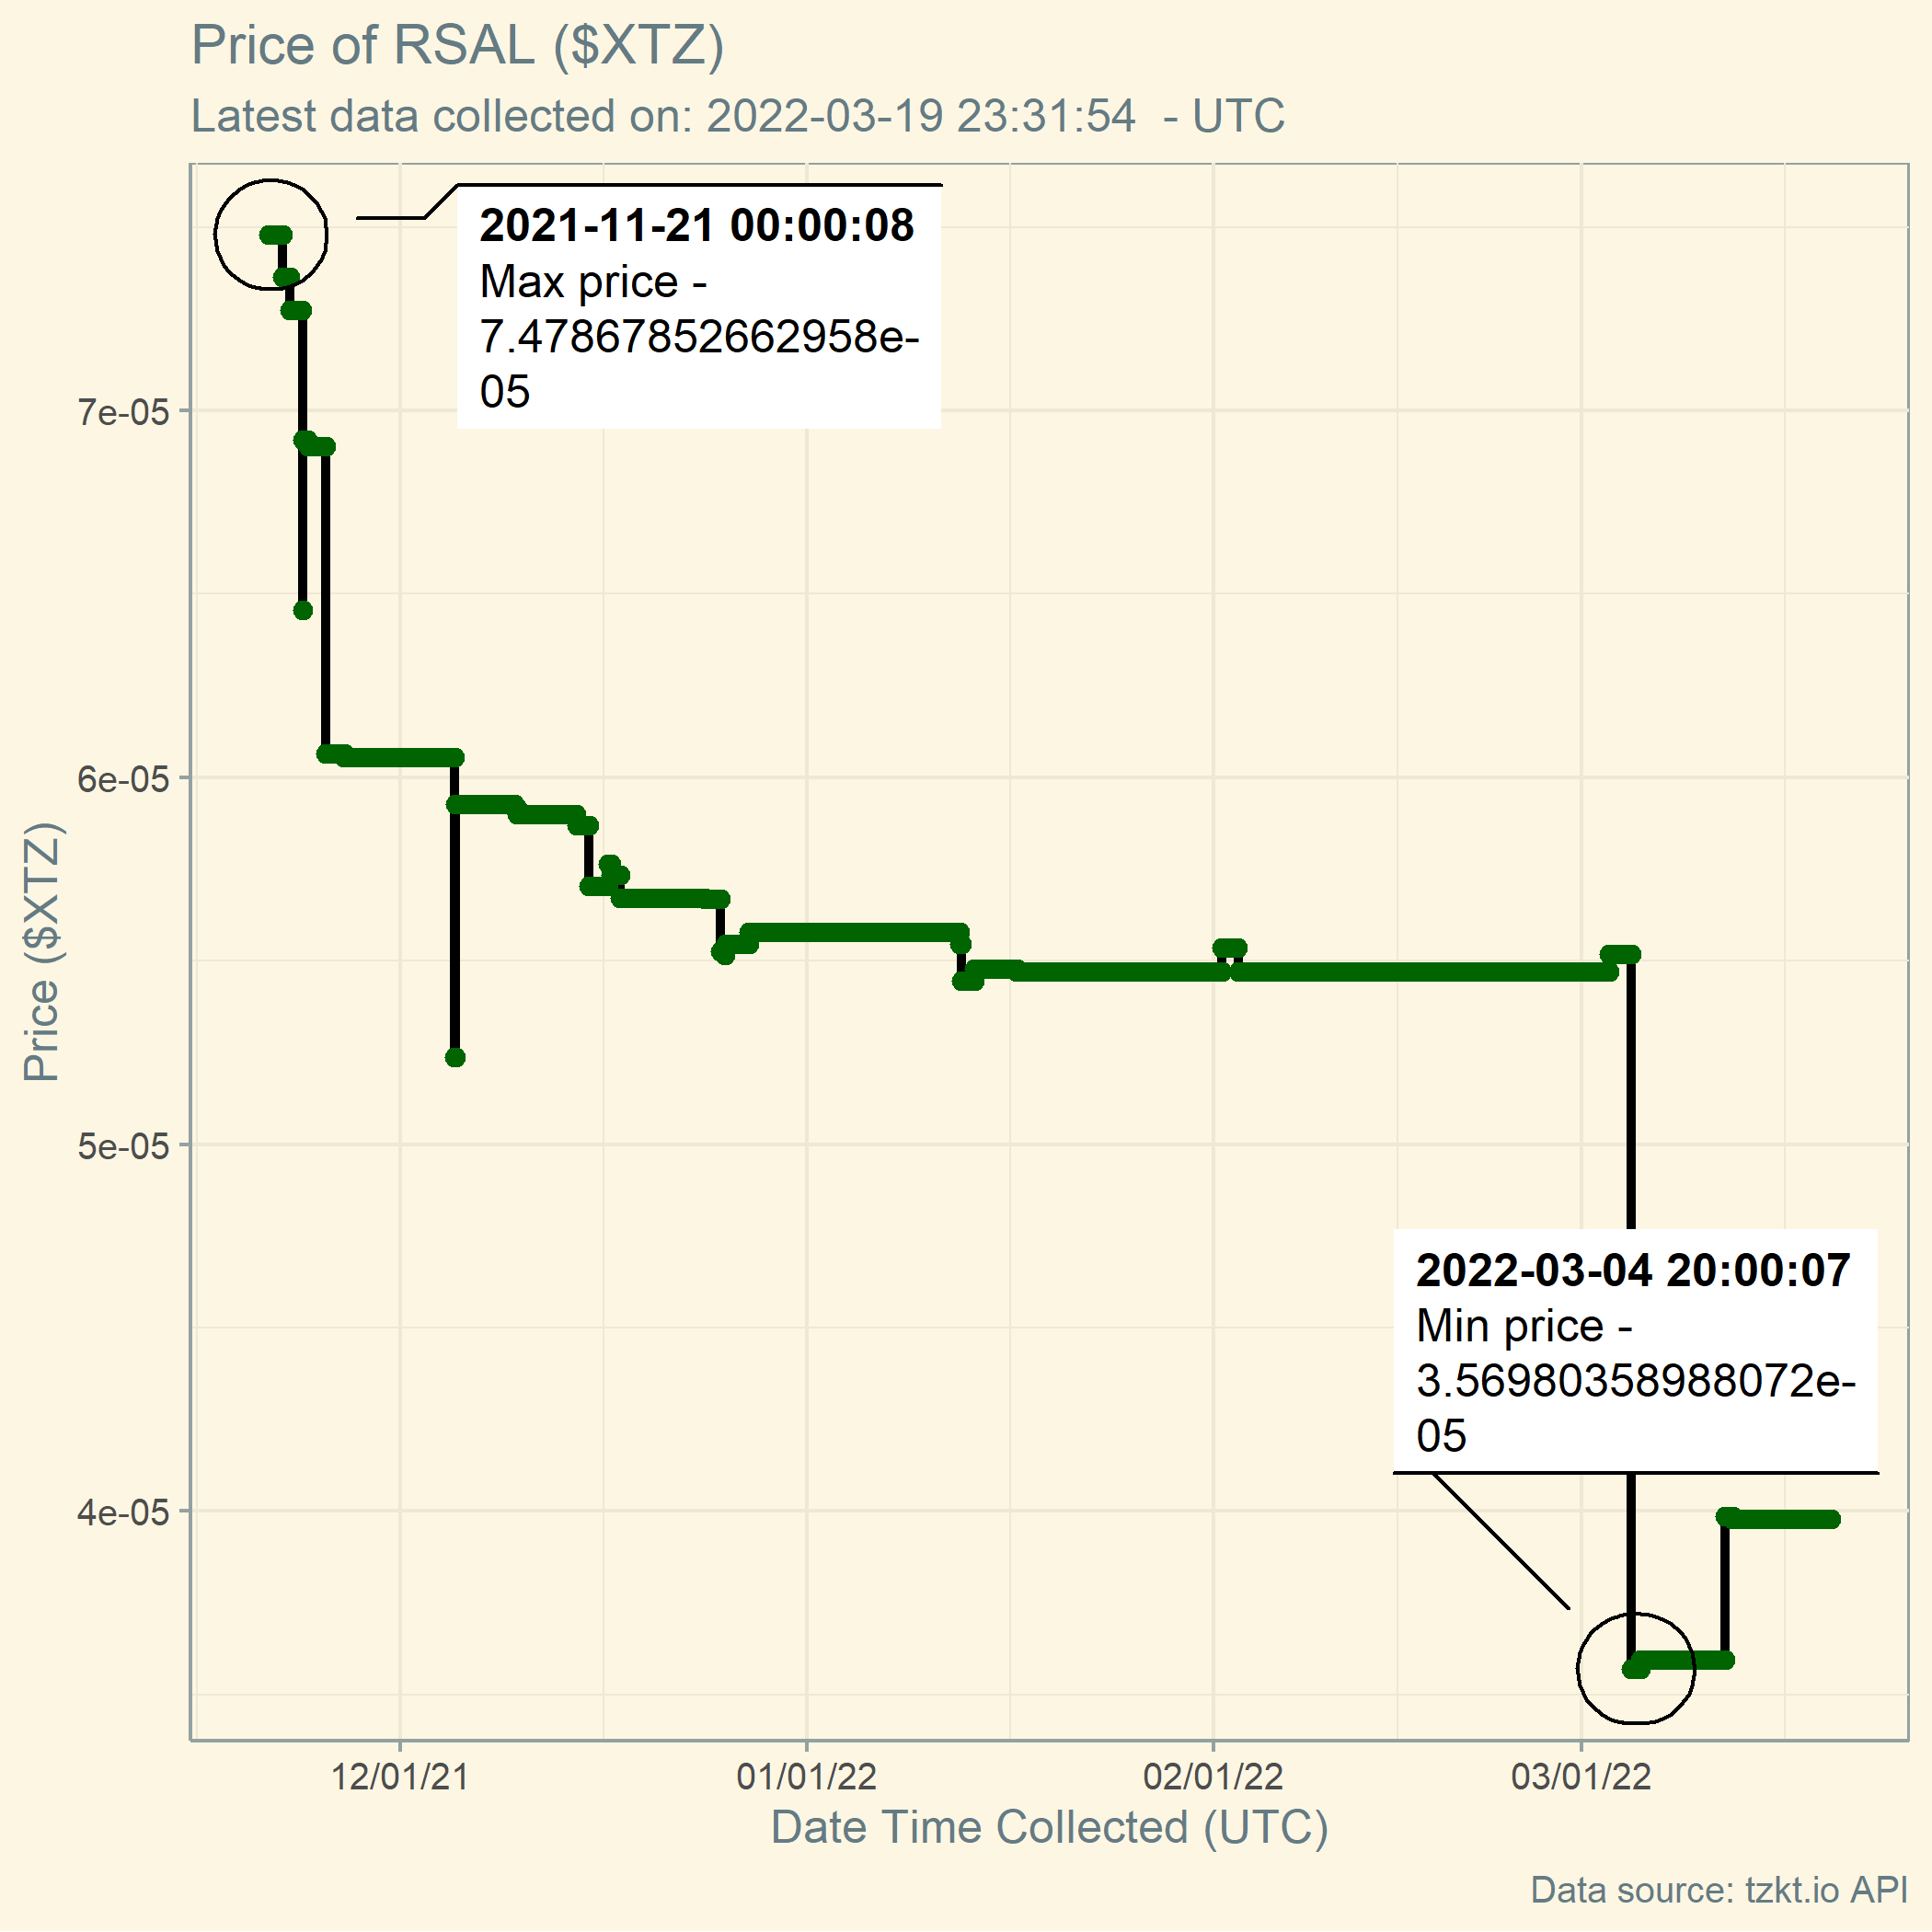 Price of RSAL ($XTZ)
Latest data collected on: 2022-03-19 23:31:54  - UTC
2021-11-21 00:00:08
Max price -
7.47867852662958e-
05
7e-05
6e-05
Price ($XTZ)
5e-05
2022-03-04 20:00:07
Min price -
3.56980358988072e-
05
4e-05
12/01/21 01/01/22 02/01/22 03/01/22
Date Time Collected (UTC)
Data source: tzkt.io API